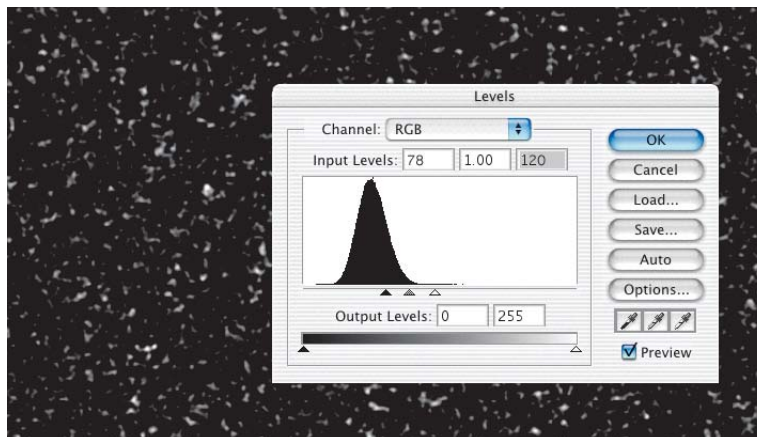 Levels
Channel: RGB
Input Levels: 78 1.00 120
Output Levels: 0 255
OK
Cancel
Load...
Save...
Auto
Options...
Preview